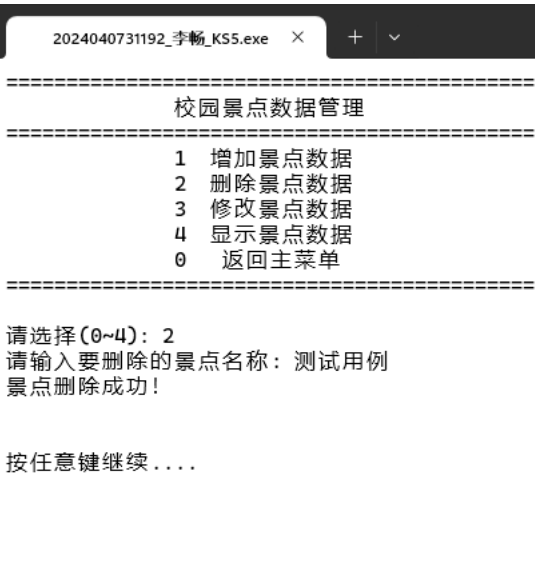 2024040731192_李畅_KS5.exe
============================================
校园景点数据管理
============================================
1 增加景点数据
2 删除景点数据
3 修改景点数据
4 显示景点数据
0 返回主菜单
============================================
请选择(0~4): 2
请输入要删除的景点名称: 测试用例
景点删除成功!
按任意键继续....